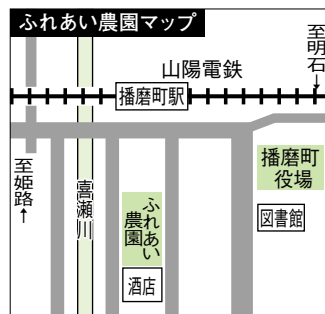 ふれあい農園マップ
至明石→
山陽電鉄
播磨町駅
至姫路→
喜瀬川
ふれあい
農園
酒店
播磨町
役場
図書館